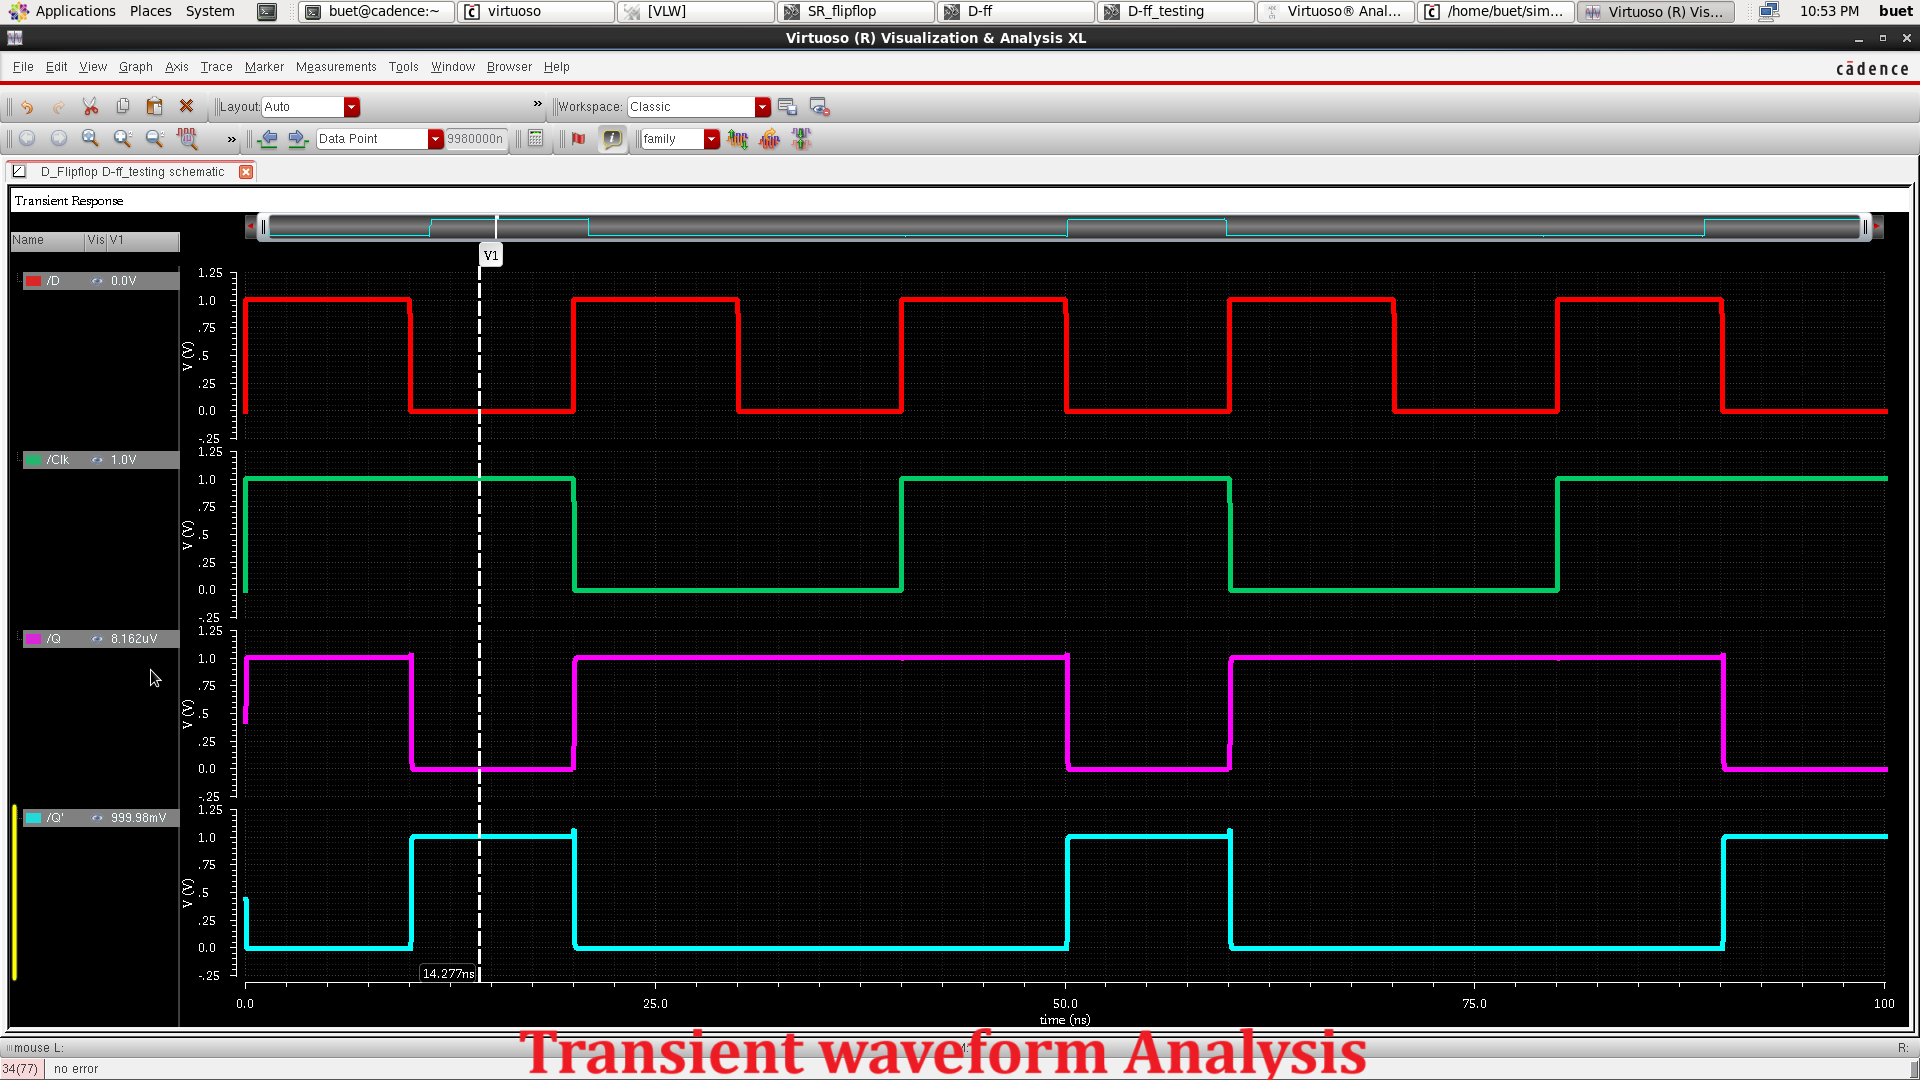 Applications Places System buet@cadence:~ virtuoso [VLW] SR_flipflop D-ff D-ff_testing Virtuoso® Anal... /home/buet/sim... Virtuoso (R) Vis... 10:53 PM buet
Virtuoso (R) Visualization & Analysis XL
File Edit View Graph Axis Trace Marker Measurements Tools Window Browser Help
cādence
Layout: Auto » Workspace: Classic
» Data Point 9980000n family
D_Flipflop D-ff_testing schematic
Transient Response
Name Vis V1
V1
/D 0.0V
1.25
1.0
.75
.5
.25
0.0
-.25
V (V)
/Clk 1.0V
1.25
1.0
.75
.5
.25
0.0
-.25
V (V)
/Q 8.162uV
1.25
1.0
.75
.5
.25
0.0
-.25
V (V)
/Q' 999.98mV
1.25
1.0
.75
.5
.25
0.0
-.25
V (V)
14.277ns
0.0 25.0 50.0 75.0 100
time (ns)
mouse L: R:
Transient waveform Analysis
34(77) no error